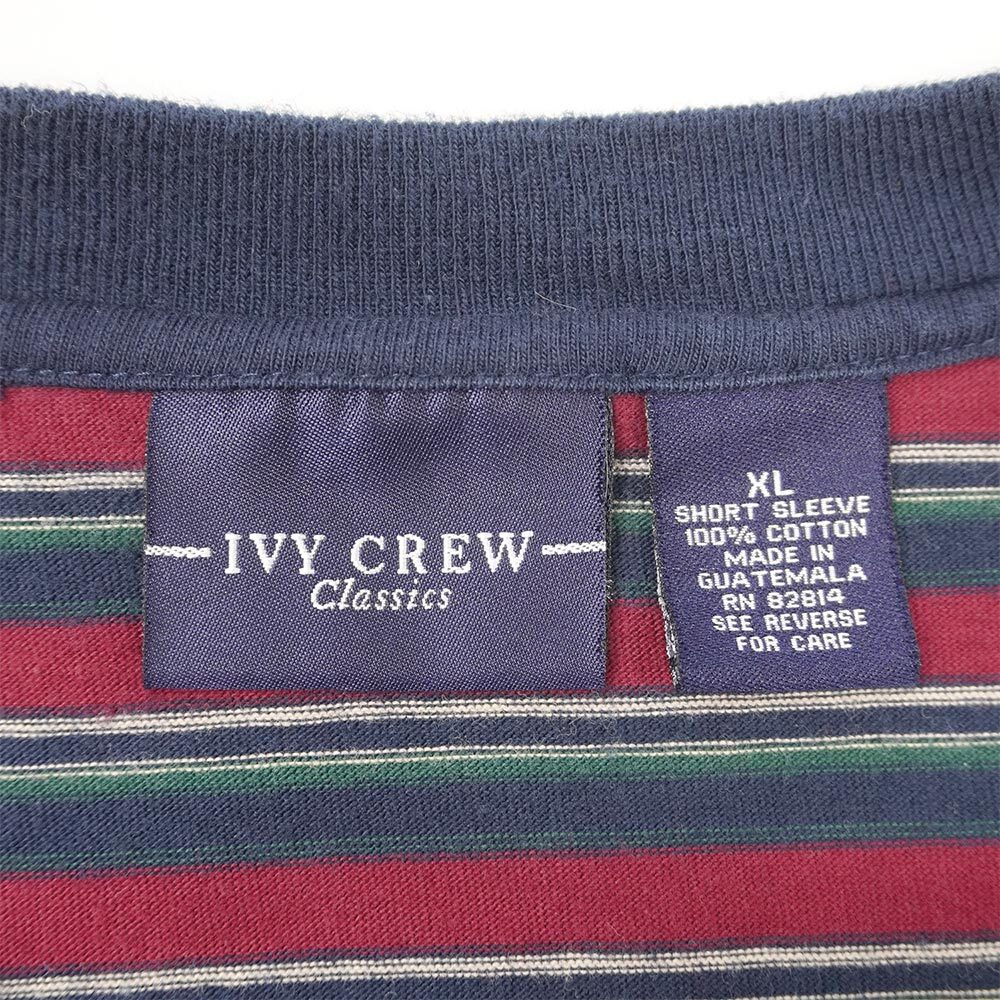 IVY CREW
Classics
XL
SHORT SLEEVE
100% COTTON
MADE IN
GUATEMALA
RN 82814
SEE REVERSE
FOR CARE